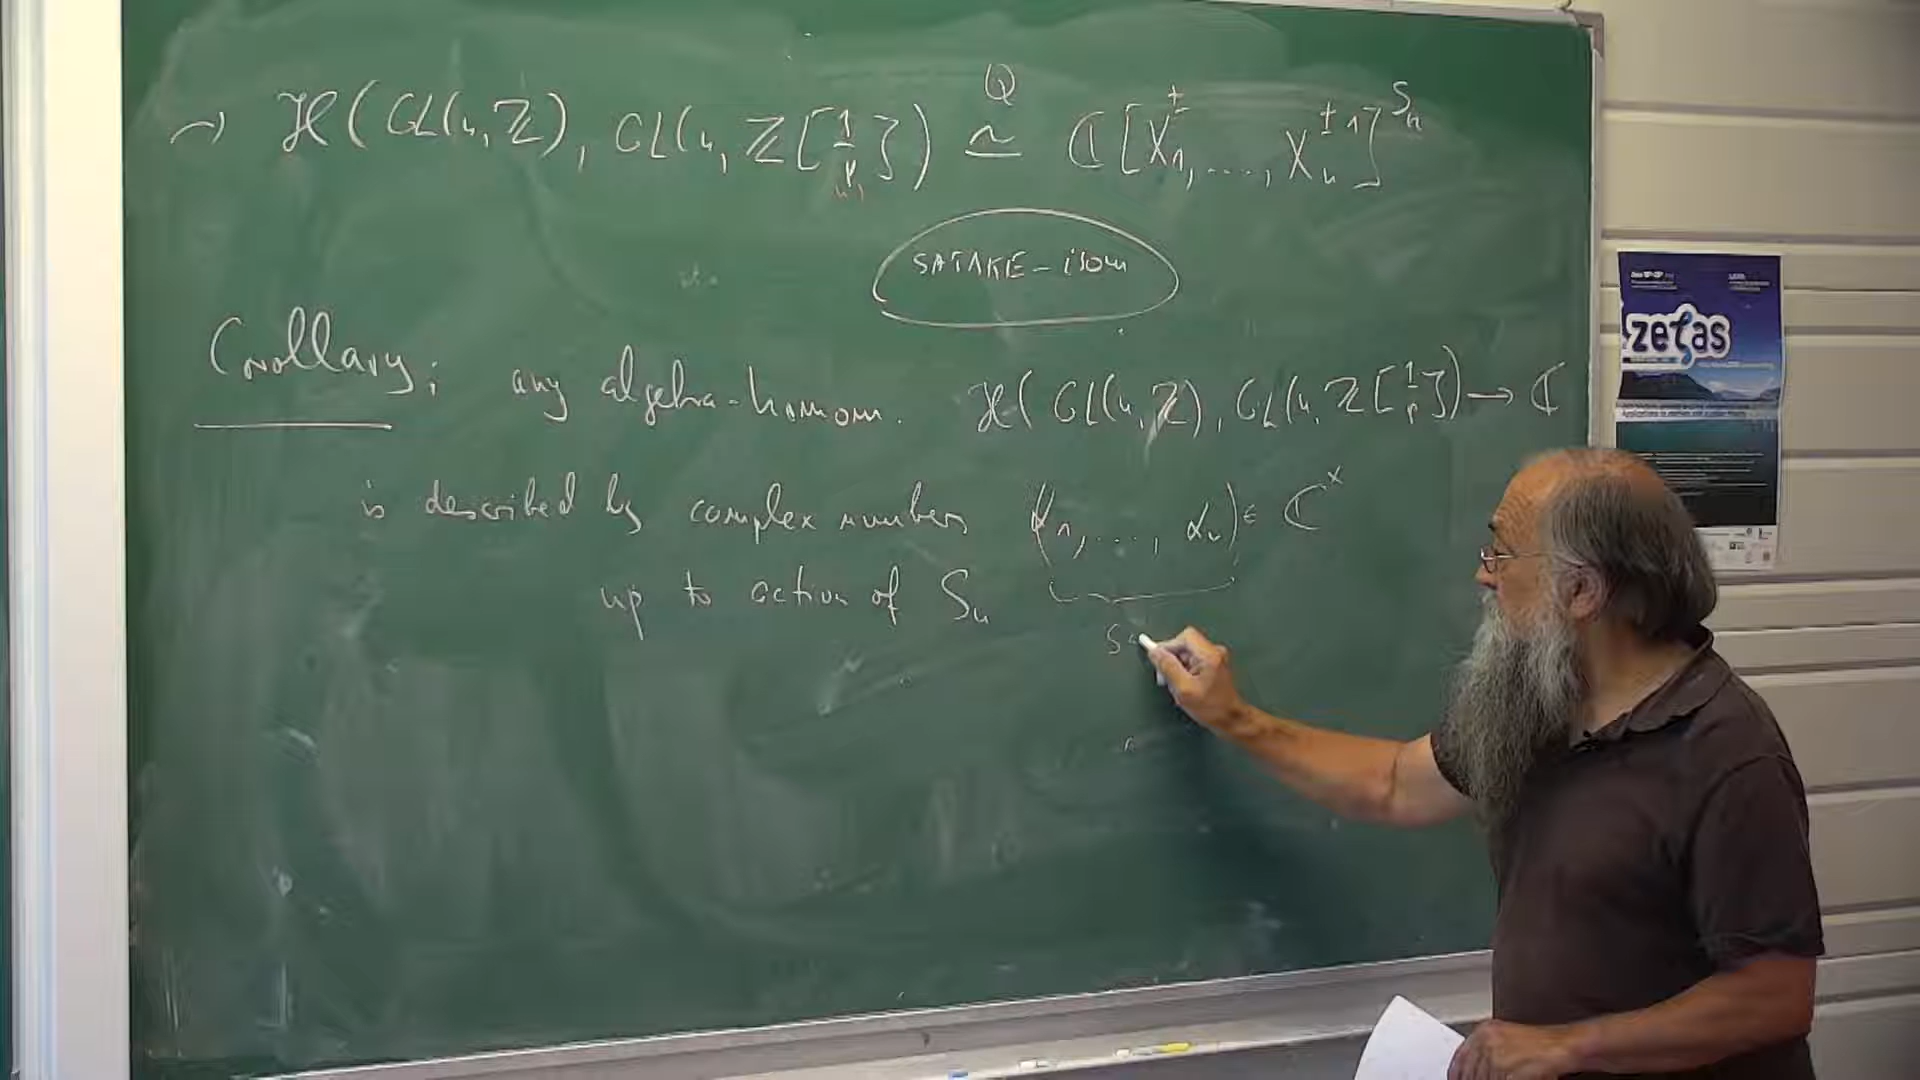 → ℋ(GL(n,ℤ), GL(n,ℤ[1/p])) ≃^Q ℂ[X₁^±, ..., Xₙ^{±1}]^{Sₙ}
SATAKE-isom
Corollary: any algebra-homom. ℋ(GL(n,ℤ), GL(n,ℤ[1/p])) → ℂ
is described by complex numbers (α₁, ..., αₙ) ∈ ℂ^×
up to action of Sₙ
Sa
zetas